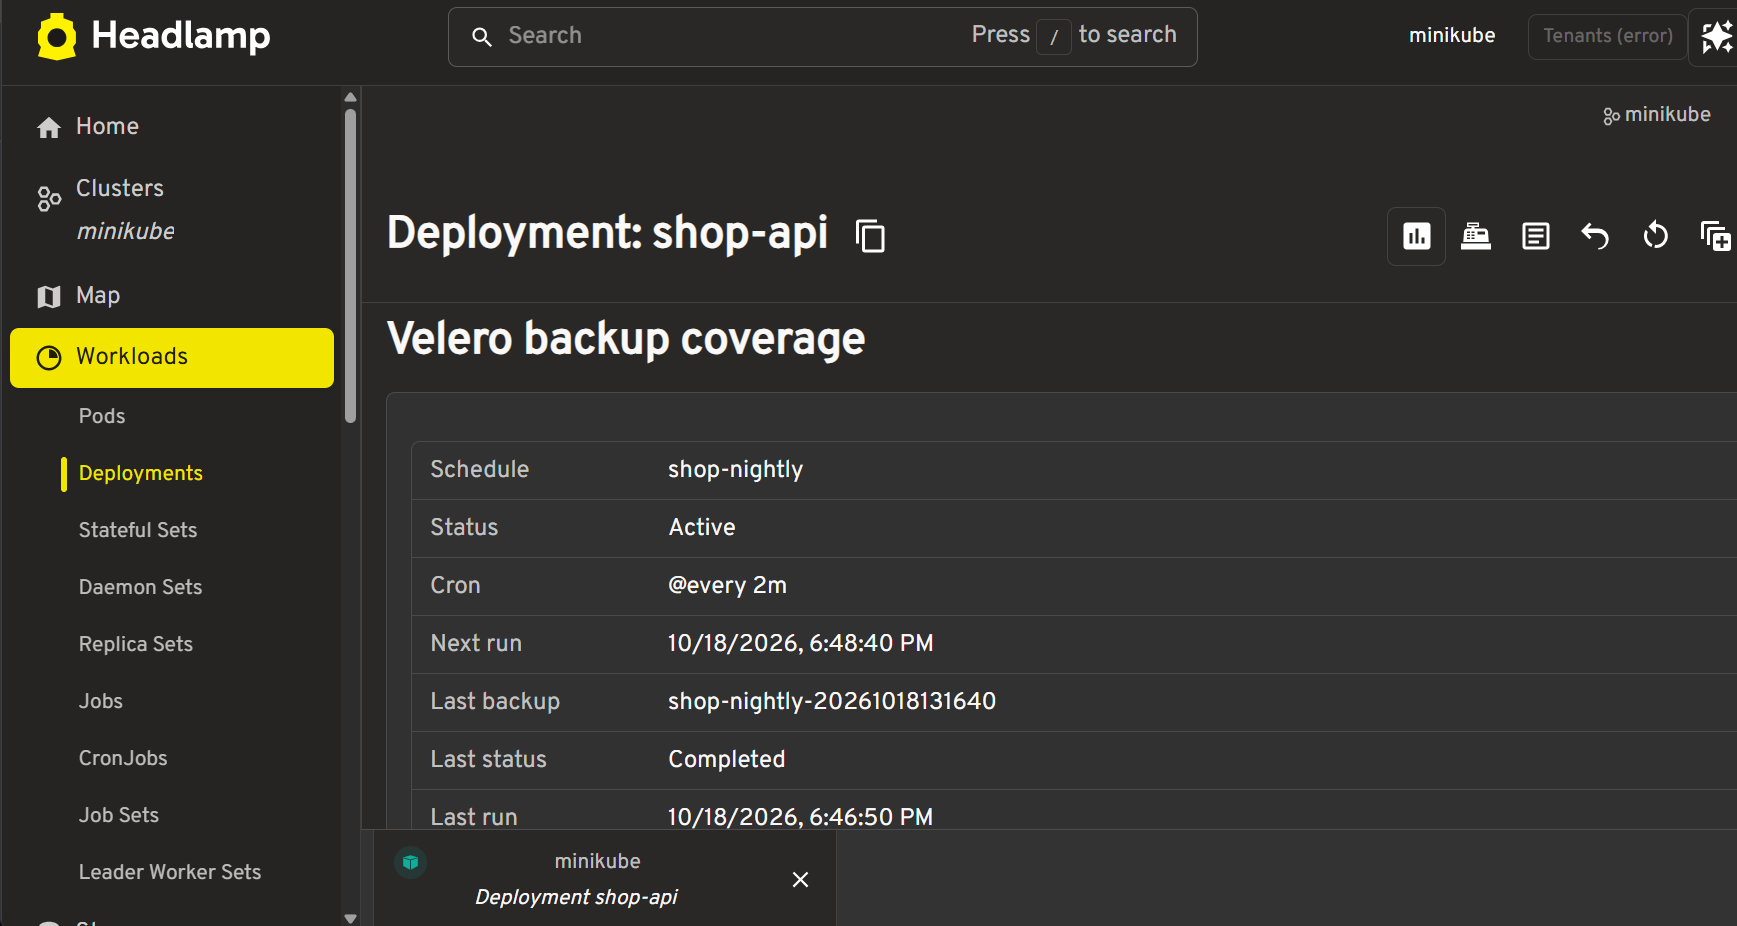 Headlamp
Search
Press / to search
minikube
Tenants (error)
Home
Clusters
minikube
Map
Workloads
Pods
Deployments
Stateful Sets
Daemon Sets
Replica Sets
Jobs
CronJobs
Job Sets
Leader Worker Sets
minikube
Deployment: shop-api
Velero backup coverage
Schedule shop-nightly
Status Active
Cron @every 2m
Next run 10/18/2026, 6:48:40 PM
Last backup shop-nightly-20261018131640
Last status Completed
Last run 10/18/2026, 6:46:50 PM
minikube
Deployment shop-api